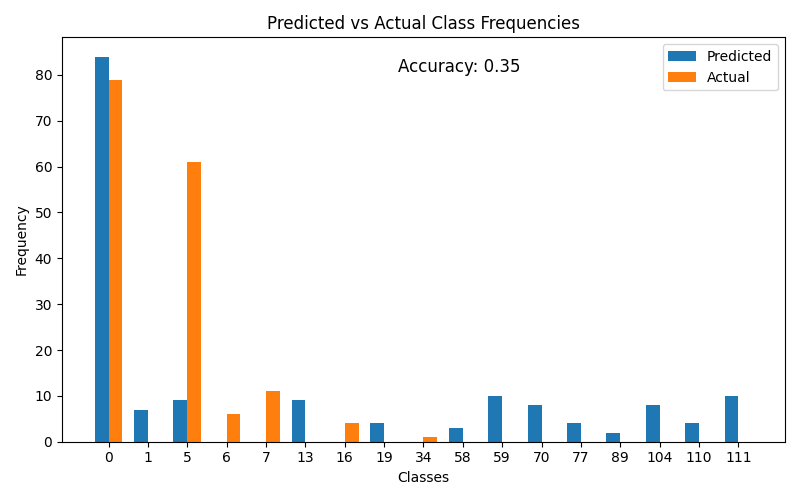 Predicted vs Actual Class Frequencies
Accuracy: 0.35
Predicted
Actual
Frequency
80
70
60
50
40
30
20
10
0
0 1 5 6 7 13 16 19 34 58 59 70 77 89 104 110 111
Classes